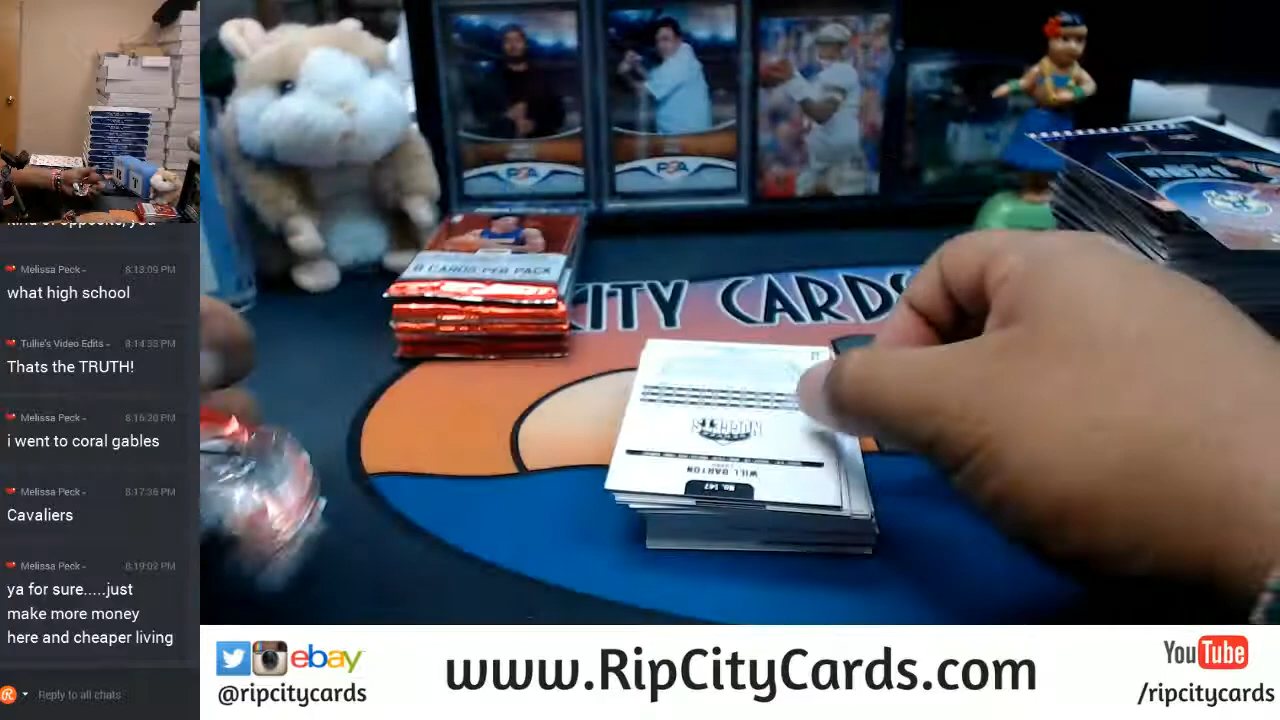 kind of opposite, you
Melissa Peck - 8:13:09 PM
what high school
Tullie's Video Edits - 8:14:33 PM
Thats the TRUTH!
Melissa Peck - 8:16:20 PM
i went to coral gables
Melissa Peck - 8:17:36 PM
Cavaliers
Melissa Peck - 8:19:02 PM
ya for sure.....just
make more money
here and cheaper living
Reply to all chats
PSA
PSA
8 CARDS PER PACK
CITY CARDS
NUGGETS
WILL BARTON
No. 147
ebay
@ripcitycards
www.RipCityCards.com
YouTube
/ripcitycards